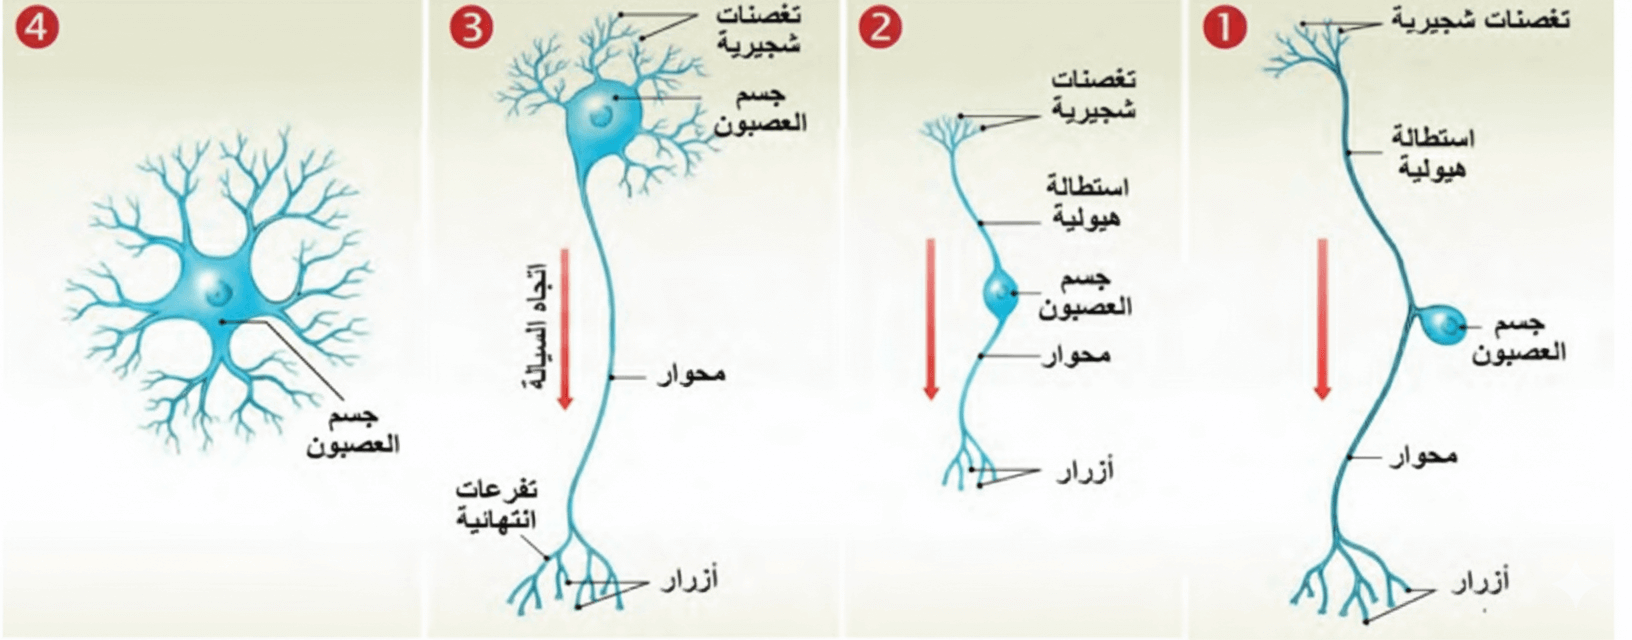 1
تغصنات شجيرية
استطالة
هيولية
جسم
العصبون
محوار
أزرار
2
تغصنات
شجيرية
استطالة
هيولية
جسم
العصبون
محوار
أزرار
3
تغصنات
شجيرية
جسم
العصبون
اتجاه السيالة
محوار
تفرعات
انتهائية
أزرار
4
جسم
العصبون